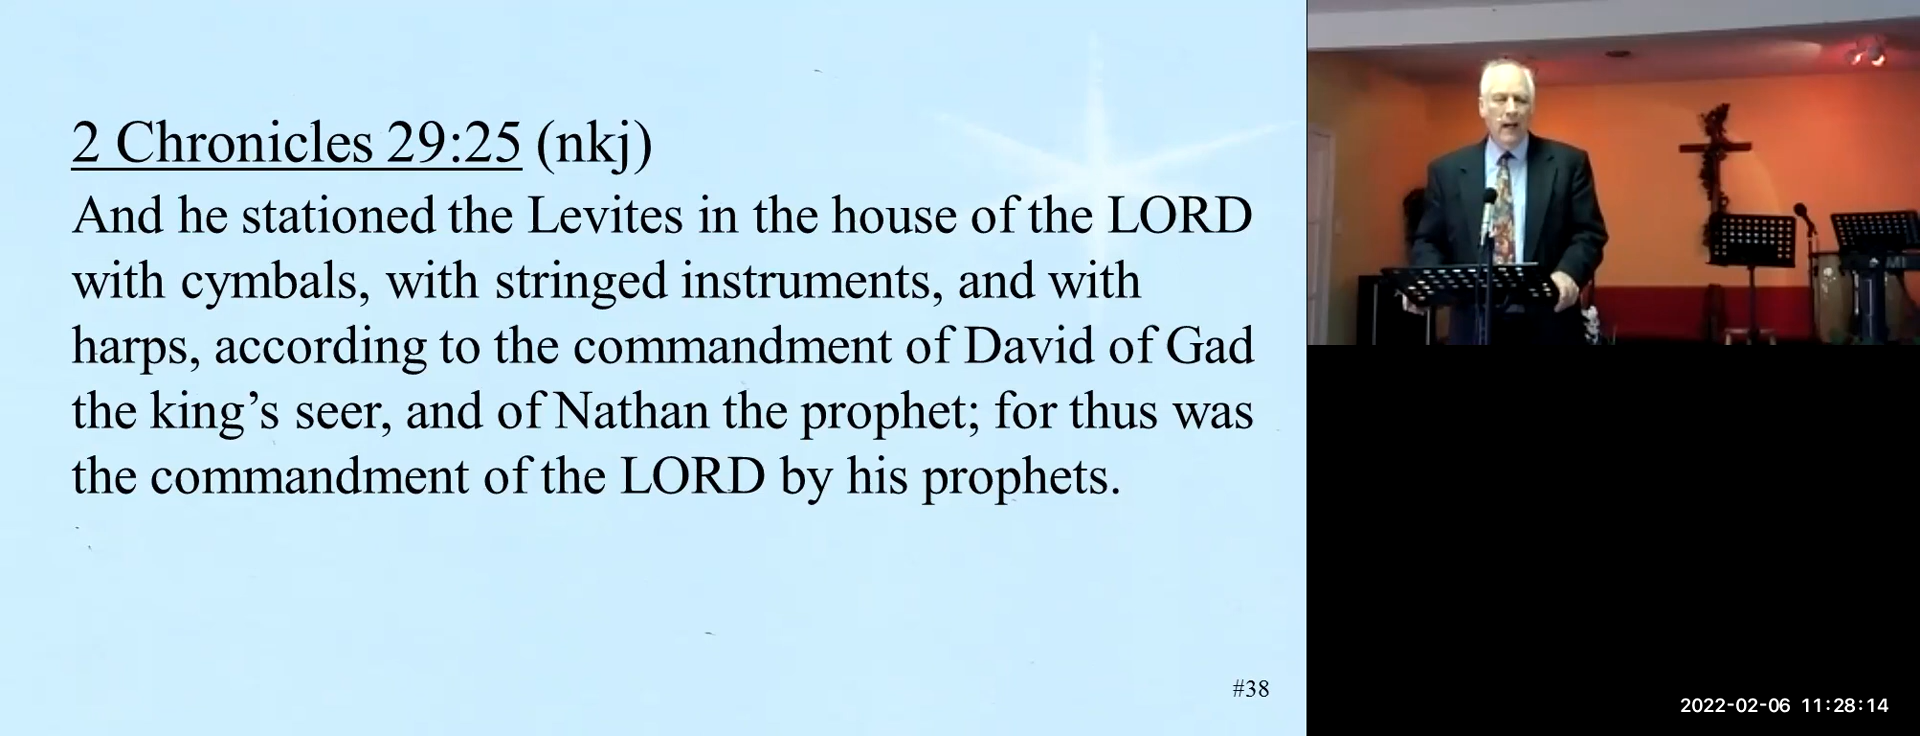 2 Chronicles 29:25 (nkj)
And he stationed the Levites in the house of the LORD
with cymbals, with stringed instruments, and with
harps, according to the commandment of David of Gad
the king’s seer, and of Nathan the prophet; for thus was
the commandment of the LORD by his prophets.
#38
2022-02-06 11:28:14